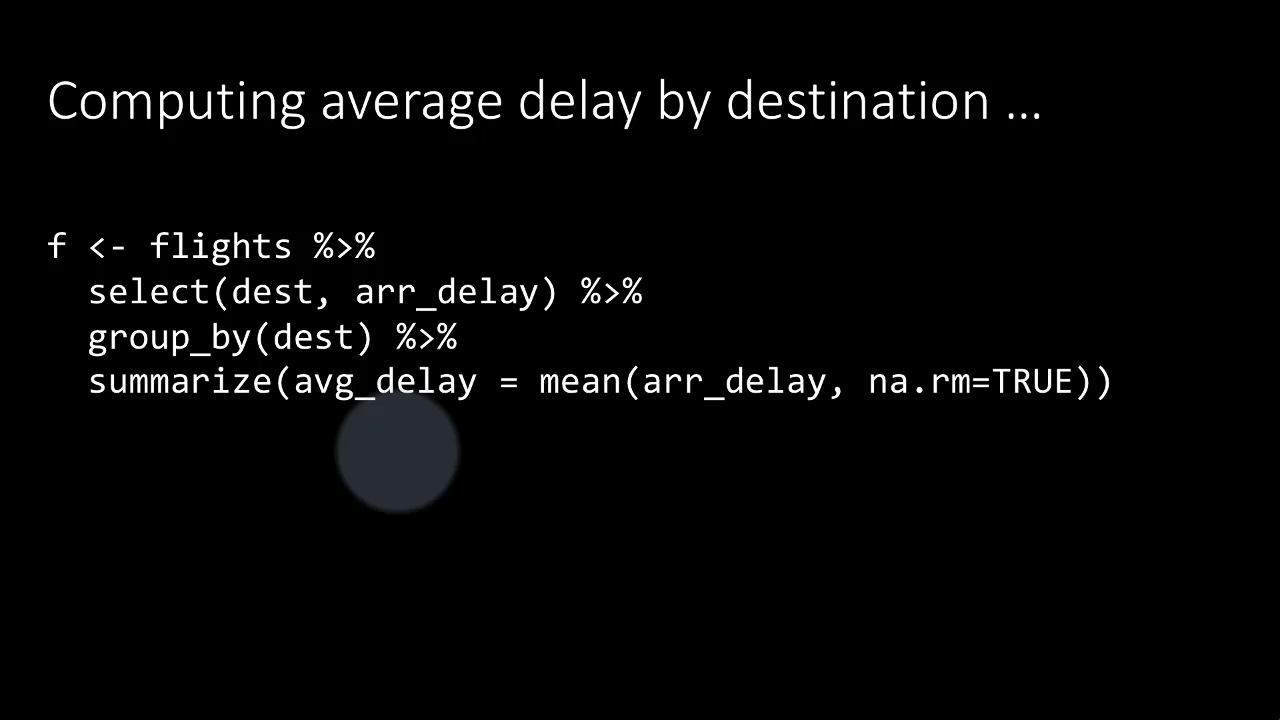 Computing average delay by destination ...
f <- flights %>%
  select(dest, arr_delay) %>%
  group_by(dest) %>%
  summarize(avg_delay = mean(arr_delay, na.rm=TRUE))